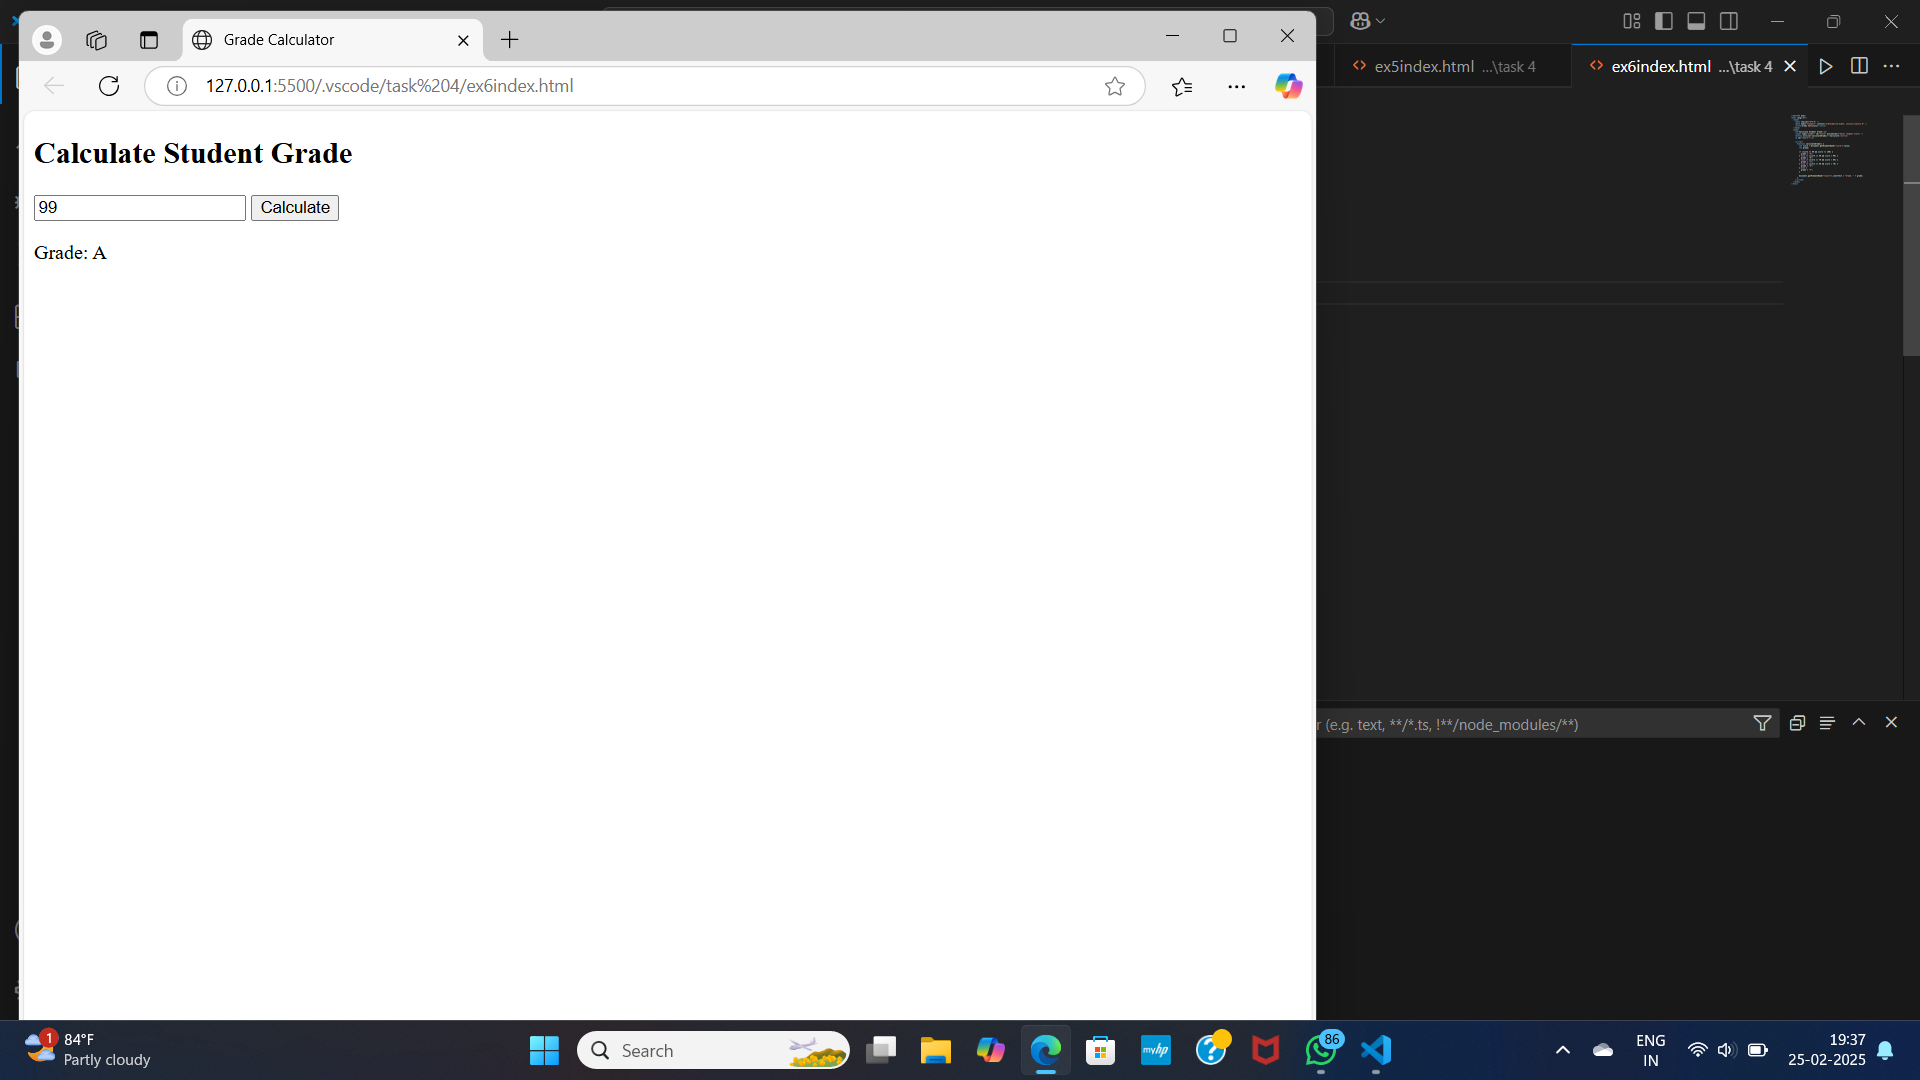 Grade Calculator
127.0.0.1:5500/.vscode/task%204/ex6index.html
ex5index.html ...\task 4
ex6index.html ...\task 4
Calculate Student Grade
99 Calculate
Grade: A
r (e.g. text, **/*.ts, !**/node_modules/**)
1 84°F
Partly cloudy
Search
myhp
86
ENG
IN
19:37
25-02-2025